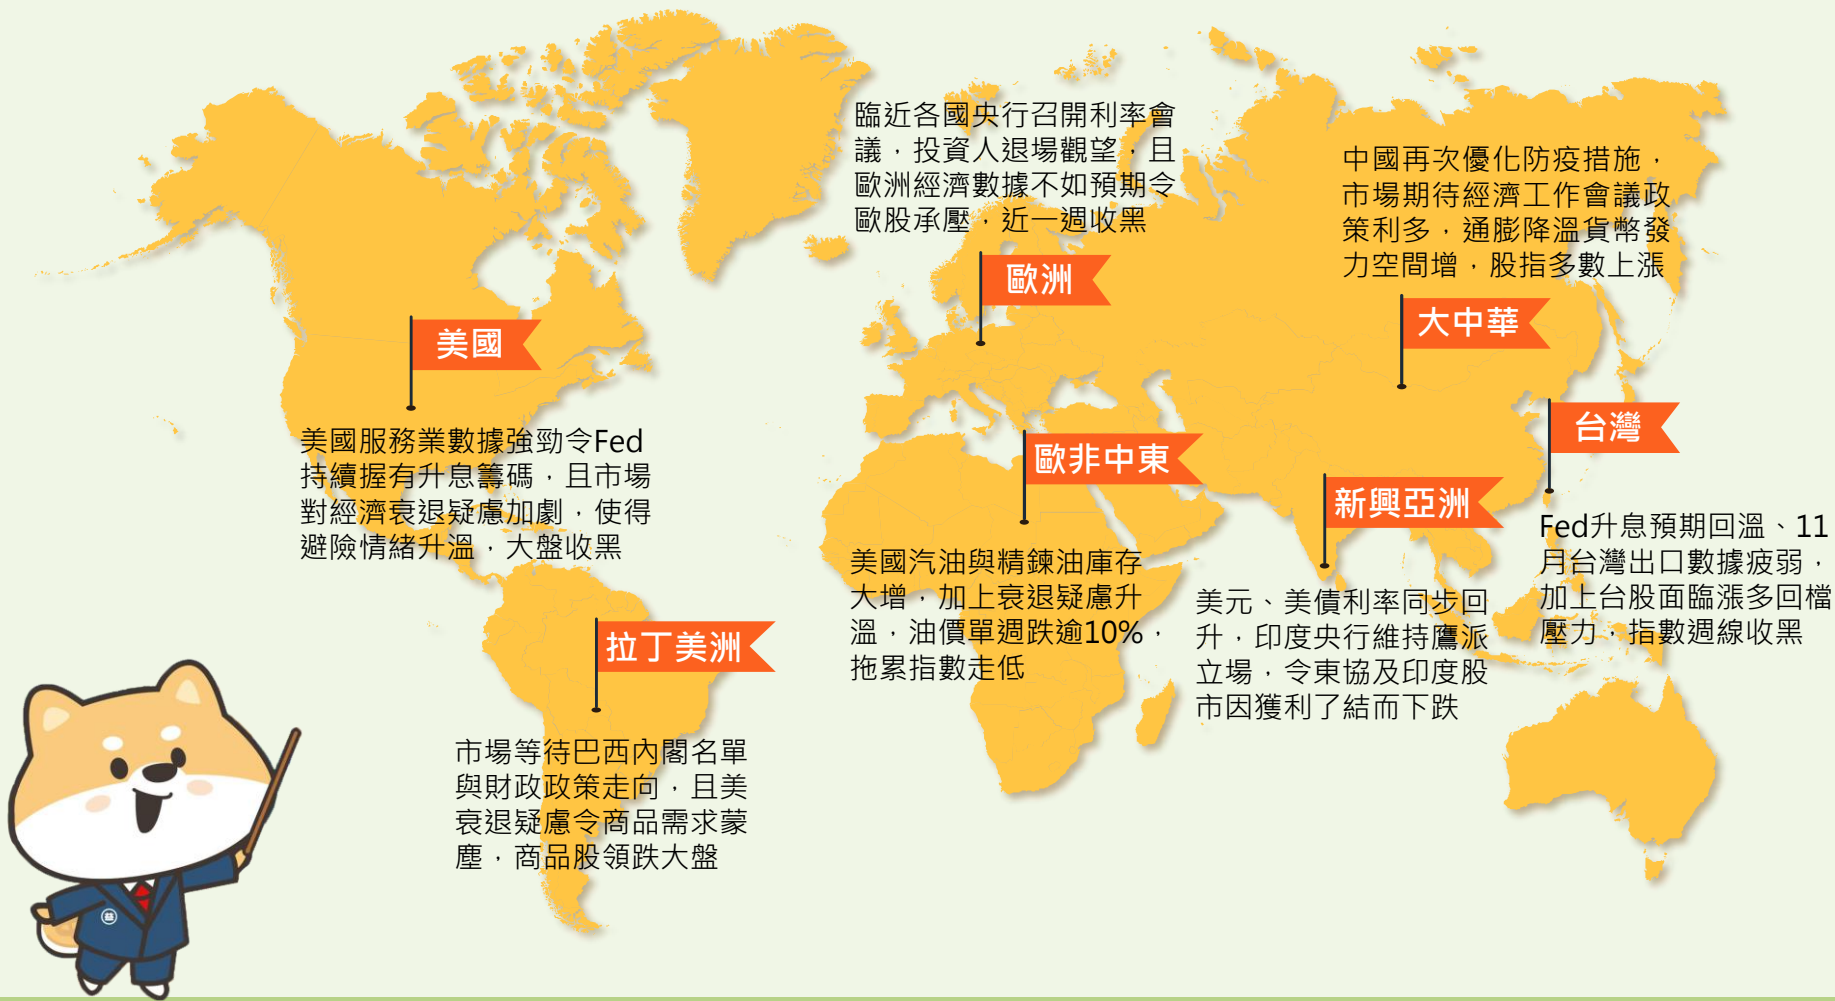 美國
美國服務業數據強勁令Fed
持續握有升息籌碼，且市場
對經濟衰退疑慮加劇，使得
避險情緒升溫，大盤收黑
拉丁美洲
市場等待巴西內閣名單
與財政政策走向，且美
衰退疑慮令商品需求蒙
塵，商品股領跌大盤
臨近各國央行召開利率會
議，投資人退場觀望，且
歐洲經濟數據不如預期令
歐股承壓，近一週收黑
歐洲
歐非中東
美國汽油與精鍊油庫存
大增，加上衰退疑慮升
溫，油價單週跌逾10%，
拖累指數走低
中國再次優化防疫措施，
市場期待經濟工作會議政
策利多，通膨降溫貨幣發
力空間增，股指多數上漲
大中華
新興亞洲
美元、美債利率同步回
升，印度央行維持鷹派
立場，令東協及印度股
市因獲利了結而下跌
台灣
Fed升息預期回溫、11
月台灣出口數據疲弱，
加上台股面臨漲多回檔
壓力，指數週線收黑